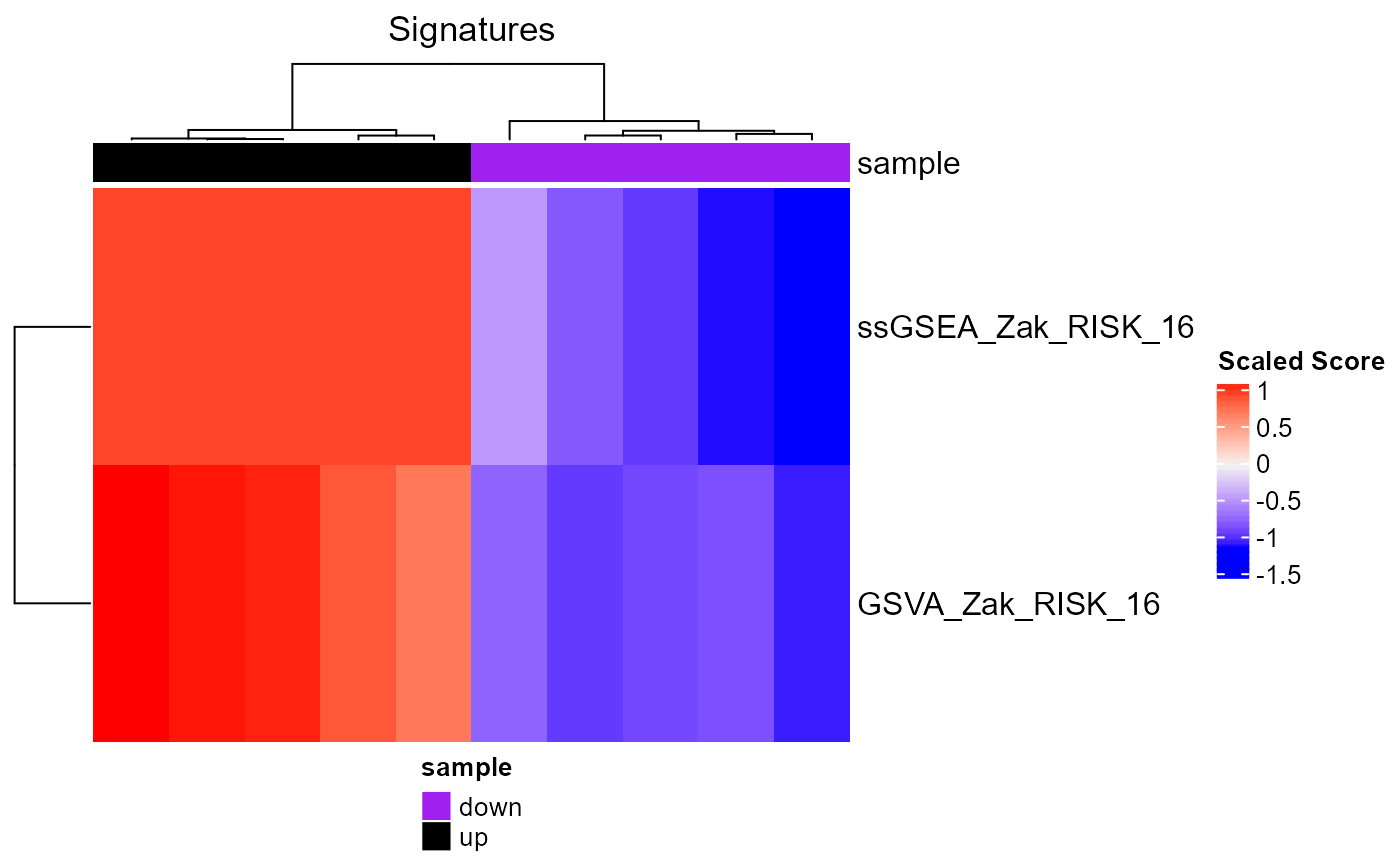 Signatures
sample
ssGSEA_Zak_RISK_16
GSVA_Zak_RISK_16
Scaled Score
1
0.5
0
-0.5
-1
-1.5
sample
down
up